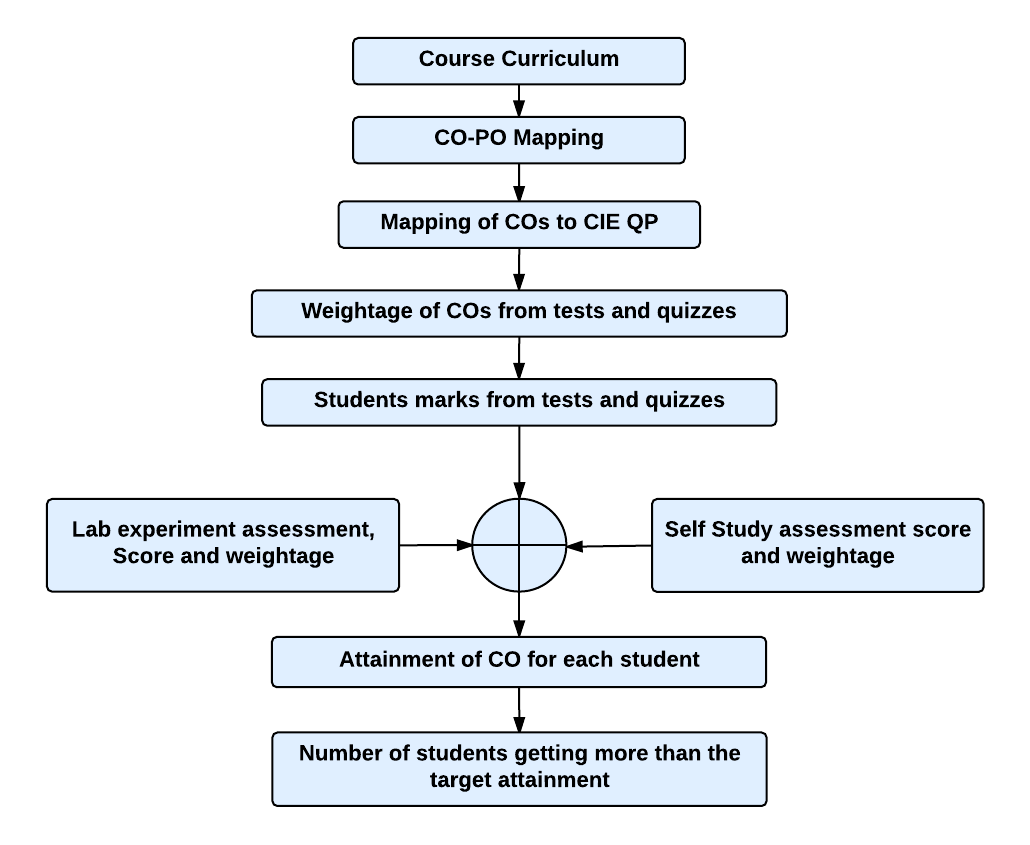 Course Curriculum
CO-PO Mapping
Mapping of COs to CIE QP
Weightage of COs from tests and quizzes
Students marks from tests and quizzes
Lab experiment assessment,
Score and weightage
Self Study assessment score
and weightage
Attainment of CO for each student
Number of students getting more than the
target attainment